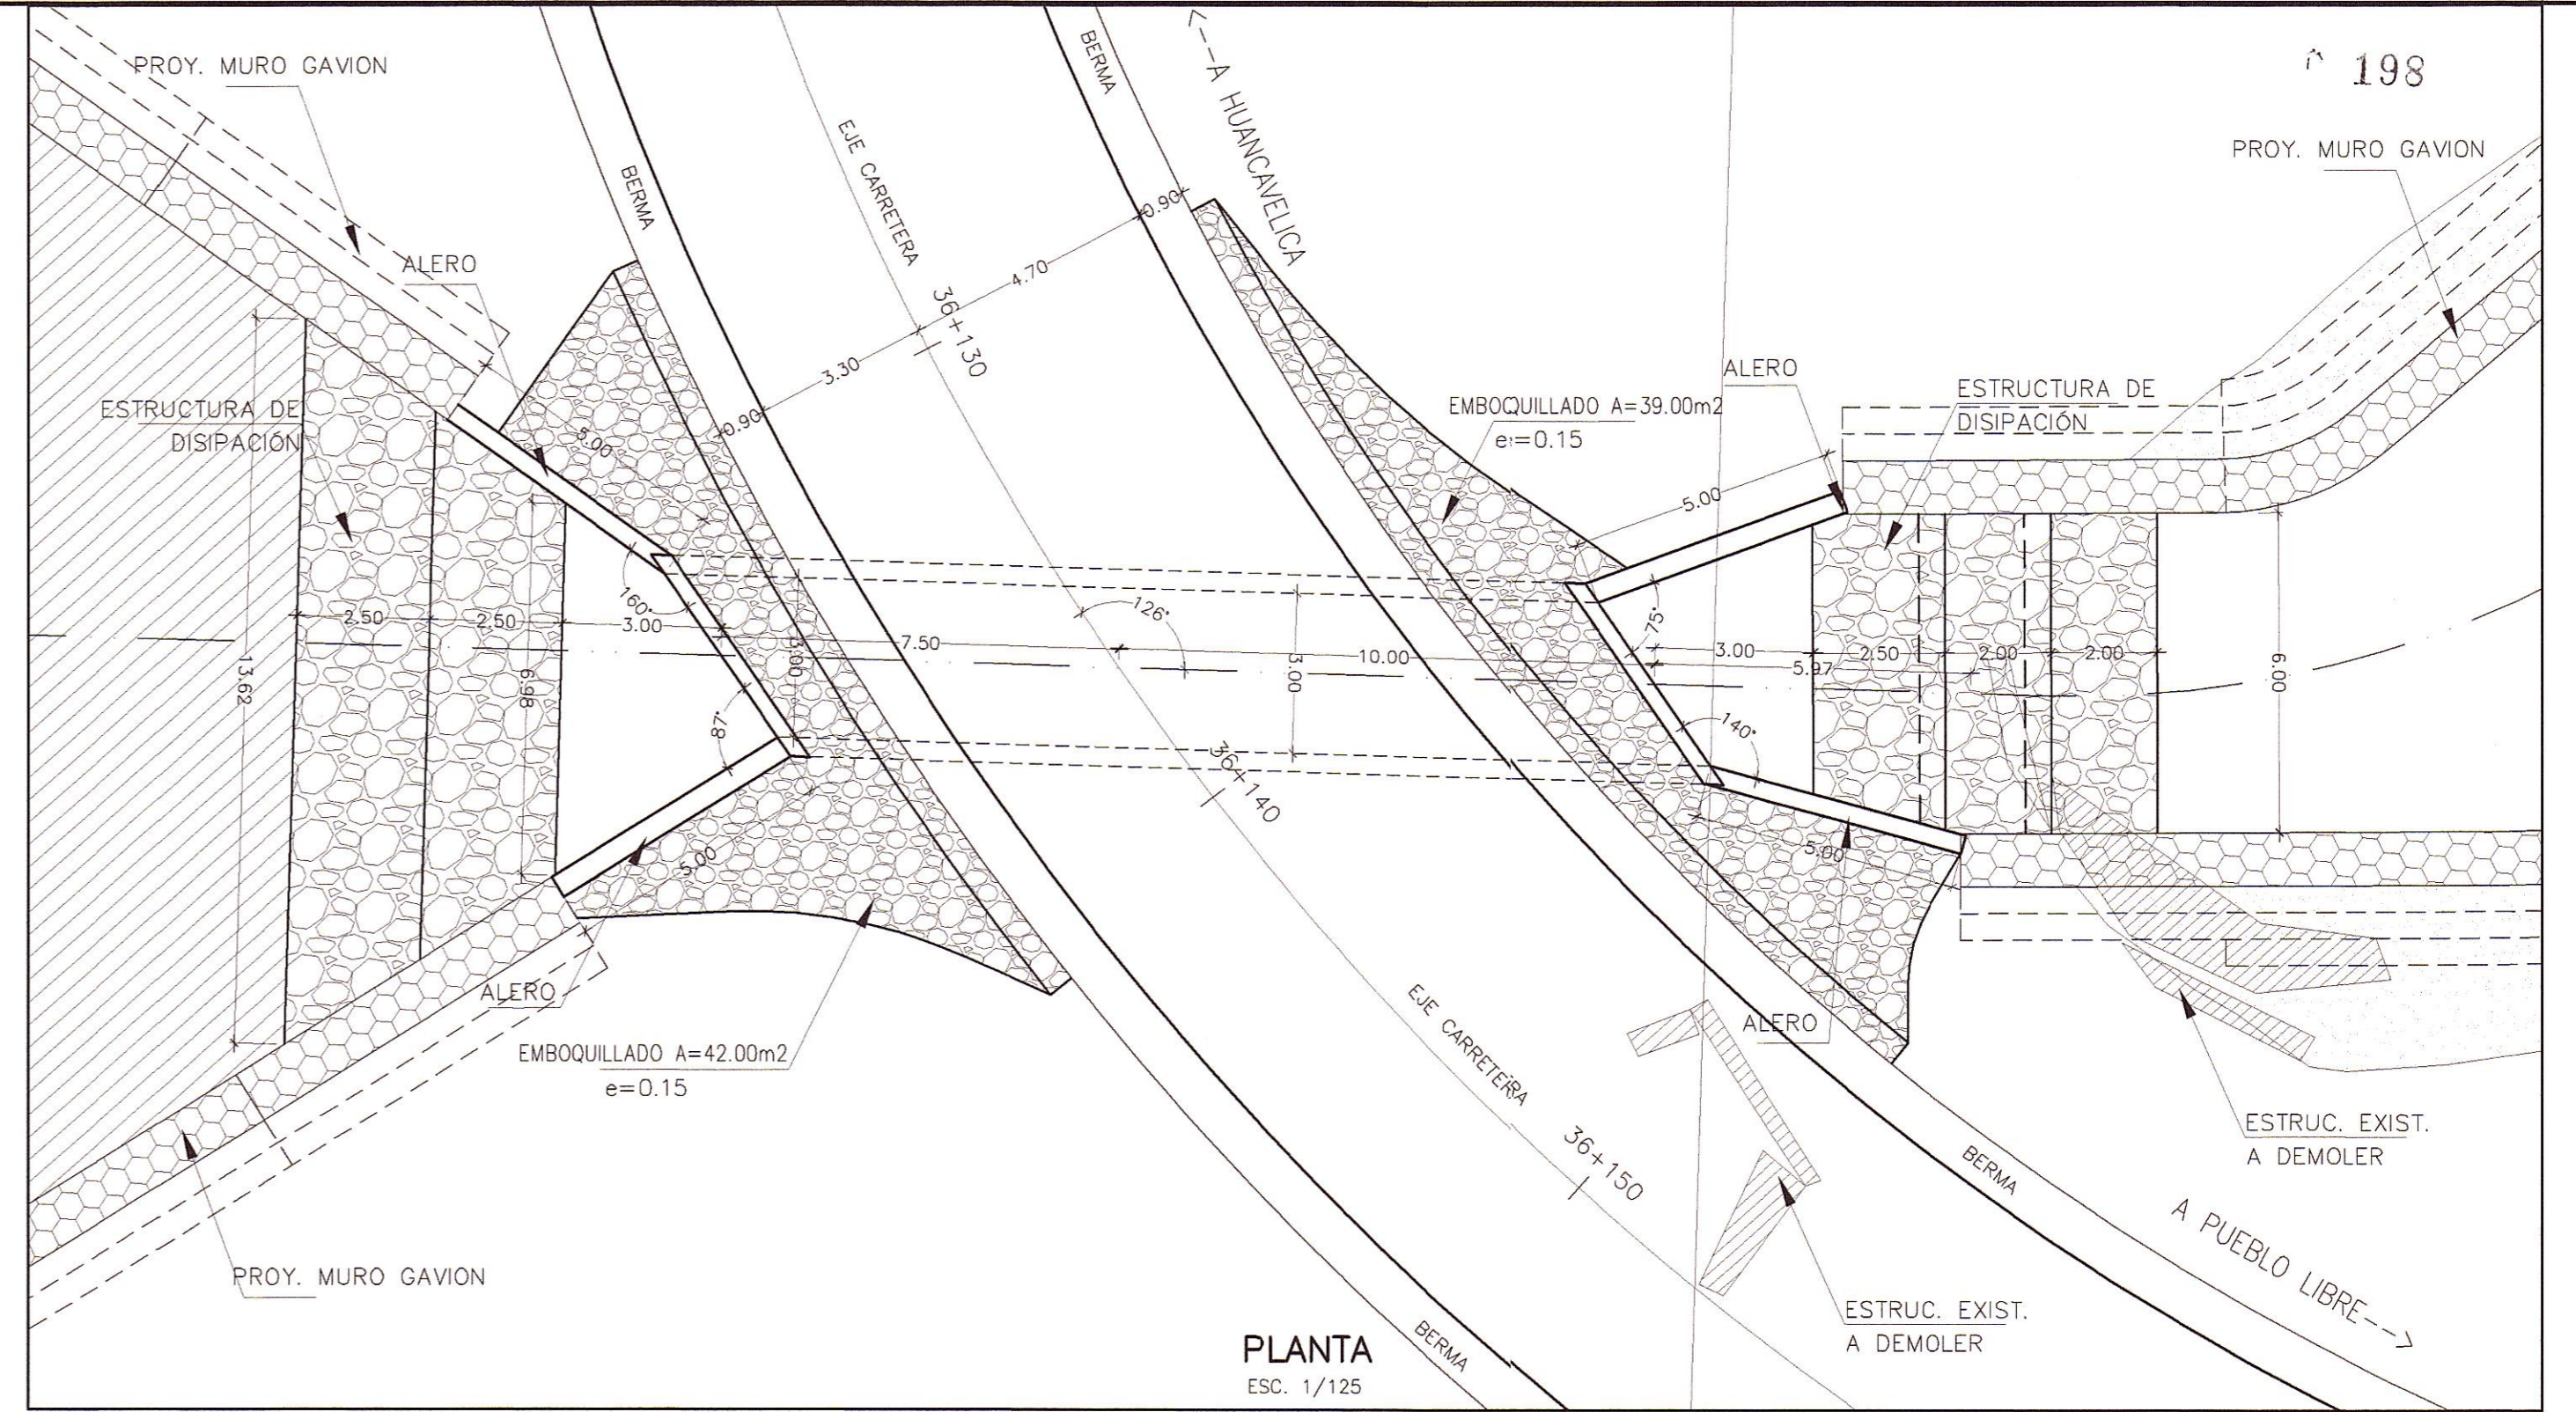 198
PROY. MURO GAVION
BERMA
<---A HUANCAVELICA
PROY. MURO GAVION
EJE CARRETERA
BERMA
0.90
ALERO
4.70
36+130
3.30
ALERO
ESTRUCTURA DE
DISIPACIÓN
EMBOQUILLADO A=39.00m2
e=0.15
ESTRUCTURA DE
DISIPACIÓN
0.90
5.00
5.00
160°
126°
75°
2.50
2.50
3.00
7.50
10.00
3.00
5.97
2.50
2.00
2.00
13.62
6.98
3.00
3.00
6.00
87°
140°
36+140
5.00
5.00
ALERO
EJE CARRETERA
ALERO
EMBOQUILLADO A=42.00m2
e=0.15
36+150
BERMA
ESTRUC. EXIST.
A DEMOLER
A PUEBLO LIBRE--->
PROY. MURO GAVION
ESTRUC. EXIST.
A DEMOLER
BERMA
PLANTA
ESC. 1/125